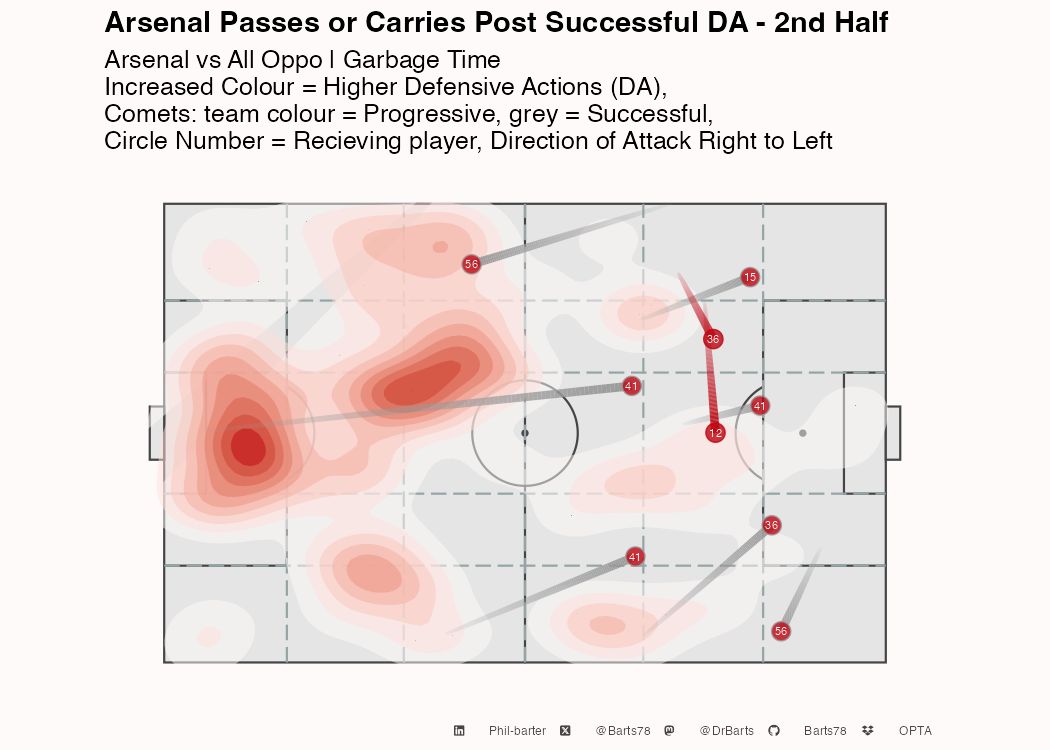 Arsenal Passes or Carries Post Successful DA - 2nd Half
Arsenal vs All Oppo | Garbage Time
Increased Colour = Higher Defensive Actions (DA),
Comets: team colour = Progressive, grey = Successful,
Circle Number = Recieving player, Direction of Attack Right to Left
56
15
36
41
41
12
36
41
56
Phil-barter @Barts78 @DrBarts Barts78 OPTA